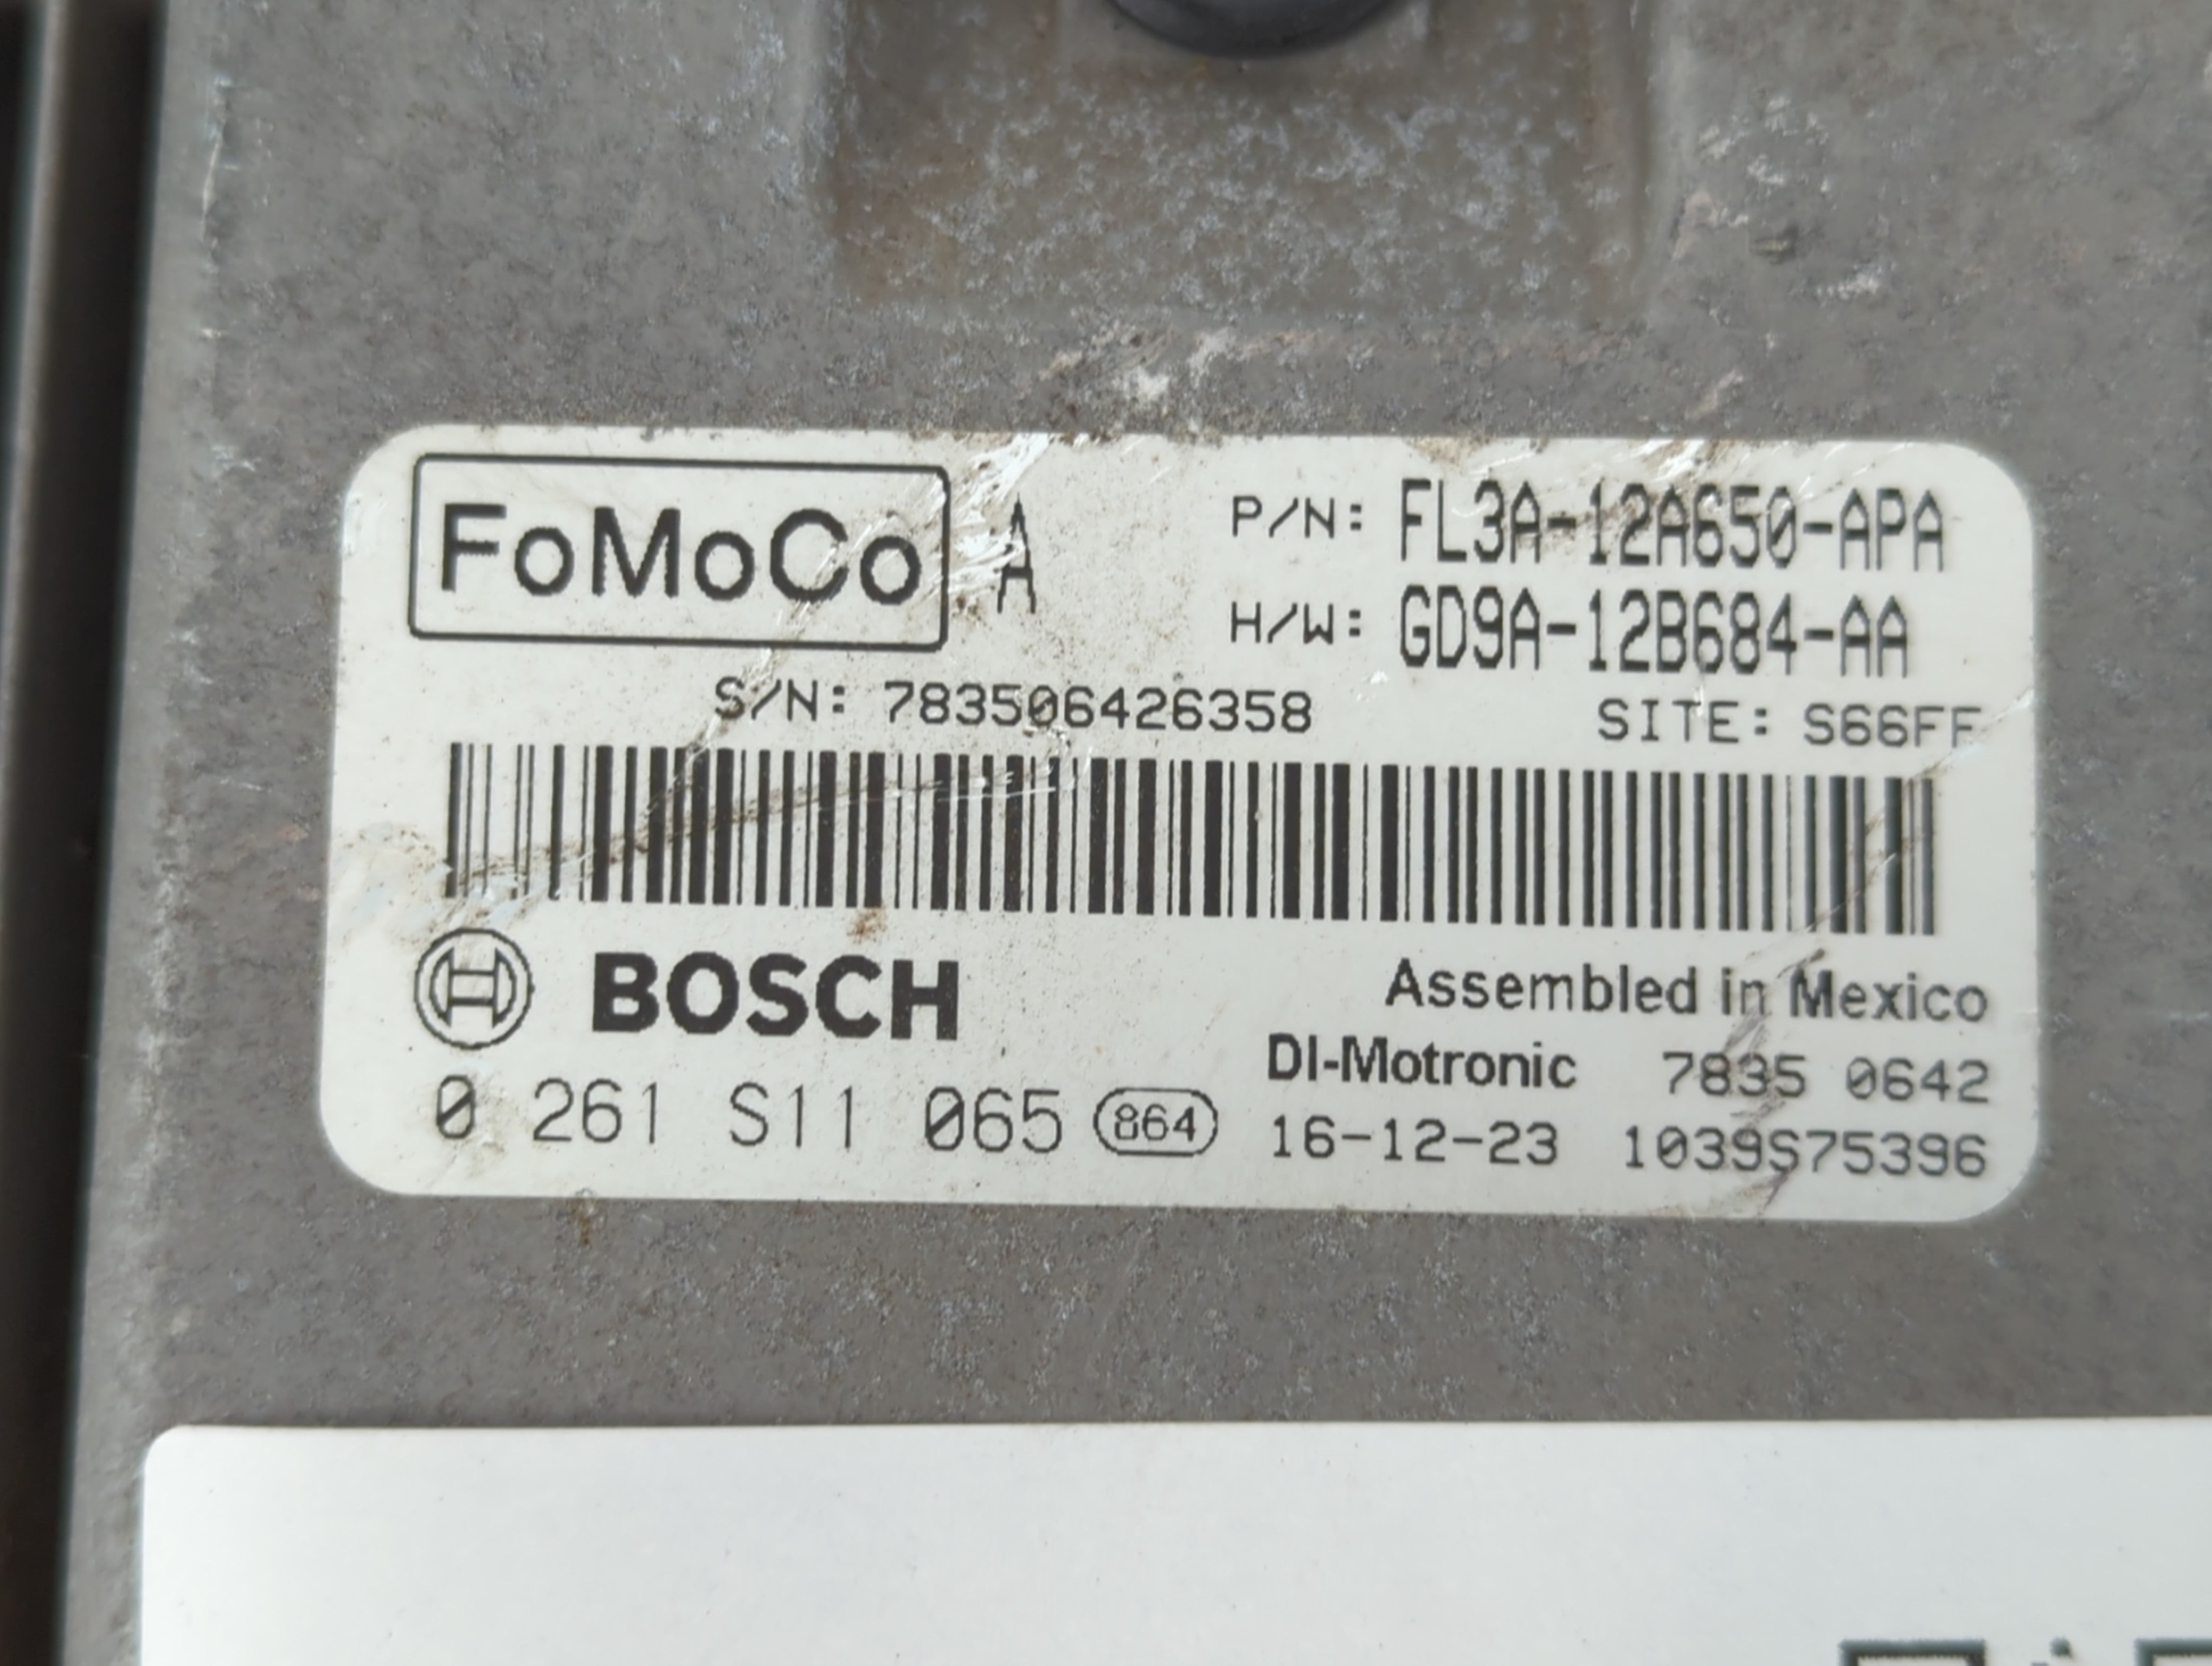 FoMoCo A P/N: FL3A-12A650-APA
H/W: GD9A-12B684-AA
S/N: 783506426358 SITE: S66FF
BOSCH Assembled in Mexico
DI-Motronic 7835 0642
0 261 S11 065 864 16-12-23 1039S75396